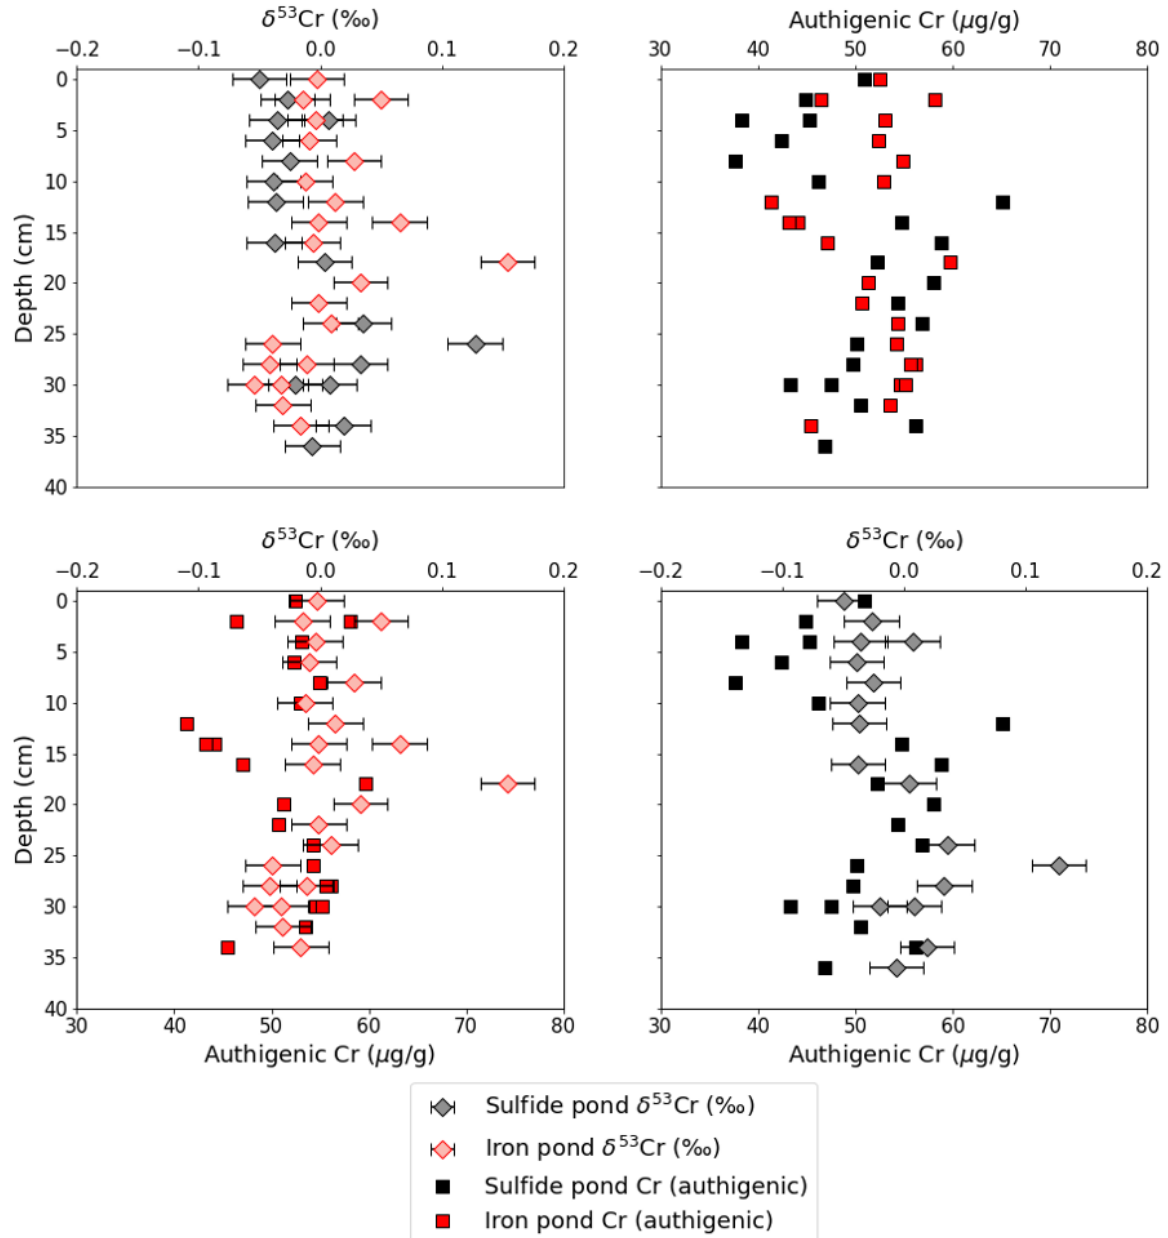 δ⁵³Cr (‰)
−0.2 −0.1 0.0 0.1 0.2
Authigenic Cr (μg/g)
30 40 50 60 70 80
Depth (cm)
0
5
10
15
20
25
30
35
40
δ⁵³Cr (‰)
−0.2 −0.1 0.0 0.1 0.2
δ⁵³Cr (‰)
−0.2 −0.1 0.0 0.1 0.2
Depth (cm)
0
5
10
15
20
25
30
35
40
30 40 50 60 70 80
Authigenic Cr (μg/g)
30 40 50 60 70 80
Authigenic Cr (μg/g)
Sulfide pond δ⁵³Cr (‰)
Iron pond δ⁵³Cr (‰)
Sulfide pond Cr (authigenic)
Iron pond Cr (authigenic)